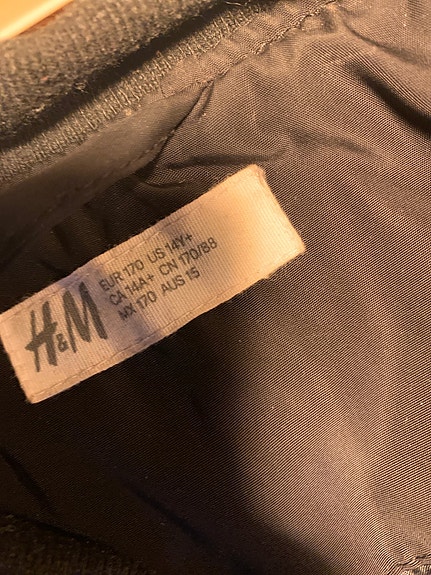 H&M
EUR 170 US 14Y+
CA 14A+ CN 170/88
MX 170 AUS 15